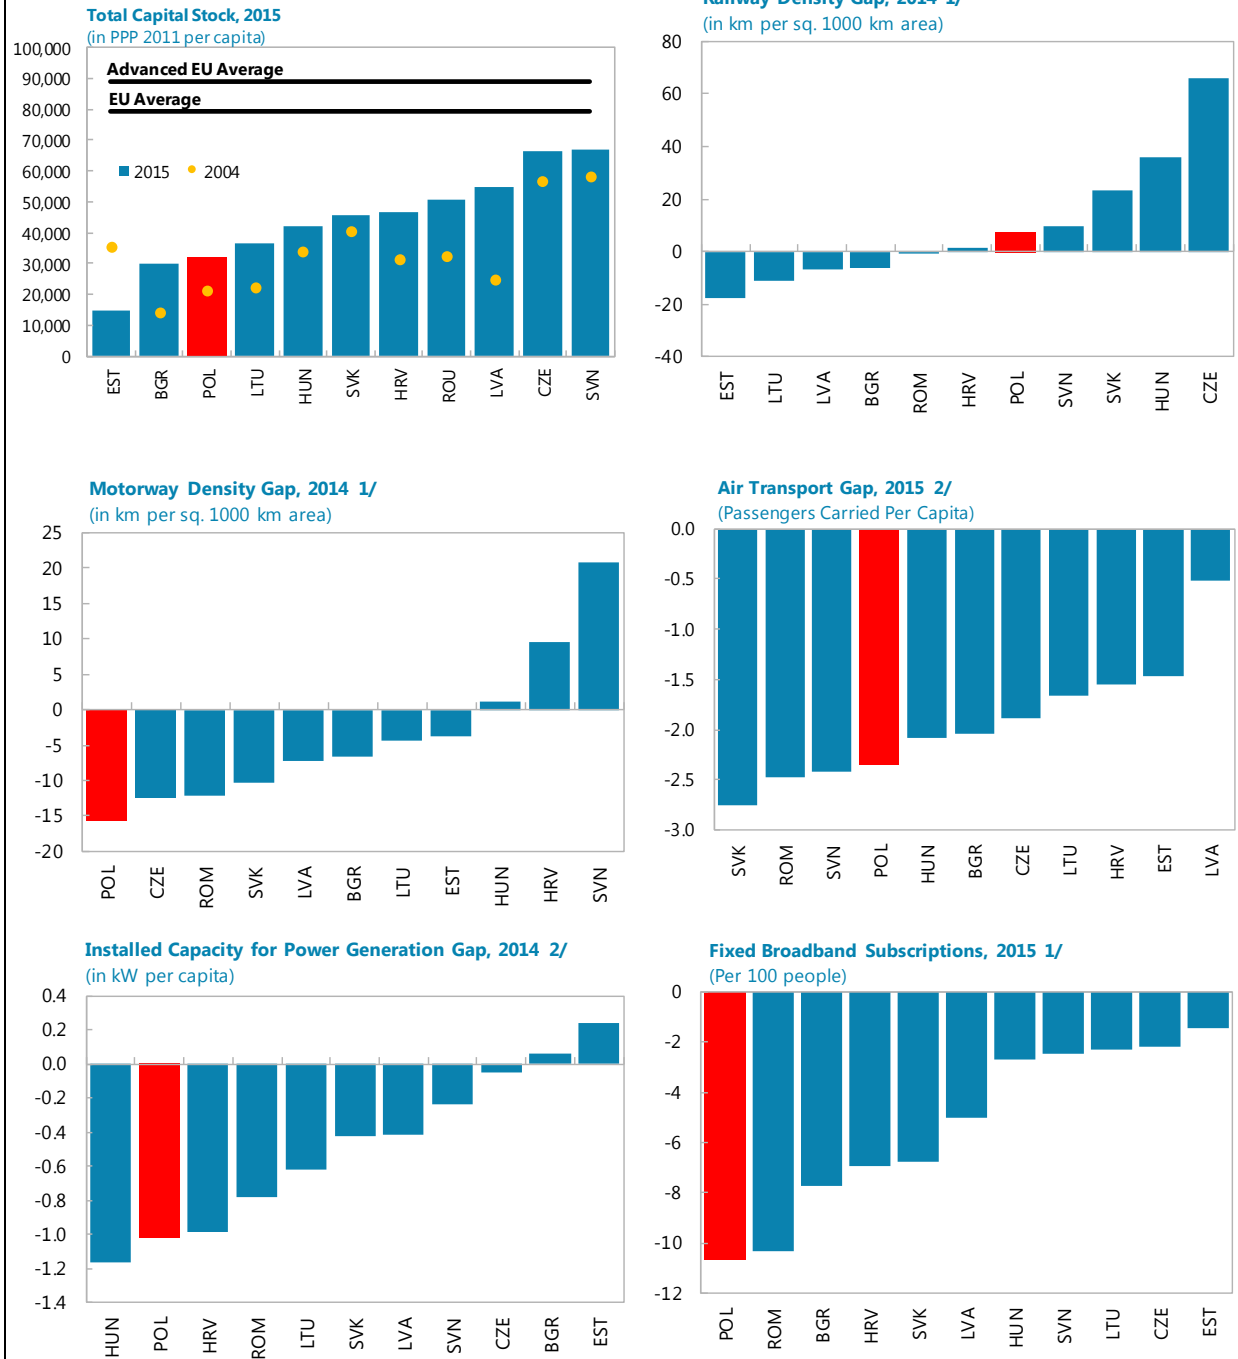 Total Capital Stock, 2015
(in PPP 2011 per capita)
100,000
90,000
80,000
70,000
60,000
50,000
40,000
30,000
20,000
10,000
0
Advanced EU Average
EU Average
2015
2004
EST
BGR
POL
LTU
HUN
SVK
HRV
ROU
LVA
CZE
SVN
Railway Density Gap, 2014 1/
(in km per sq. 1000 km area)
80
60
40
20
0
-20
-40
EST
LTU
LVA
BGR
ROM
HRV
POL
SVN
SVK
HUN
CZE
Motorway Density Gap, 2014 1/
(in km per sq. 1000 km area)
25
20
15
10
5
0
-5
-10
-15
-20
POL
CZE
ROM
SVK
LVA
BGR
LTU
EST
HUN
HRV
SVN
Air Transport Gap, 2015 2/
(Passengers Carried Per Capita)
0.0
-0.5
-1.0
-1.5
-2.0
-2.5
-3.0
SVK
ROM
SVN
POL
HUN
BGR
CZE
LTU
HRV
EST
LVA
Installed Capacity for Power Generation Gap, 2014 2/
(in kW per capita)
0.4
0.2
0.0
-0.2
-0.4
-0.6
-0.8
-1.0
-1.2
-1.4
HUN
POL
HRV
ROM
LTU
SVK
LVA
SVN
CZE
BGR
EST
Fixed Broadband Subscriptions, 2015 1/
(Per 100 people)
0
-2
-4
-6
-8
-10
-12
POL
ROM
BGR
HRV
SVK
LVA
HUN
SVN
LTU
CZE
EST